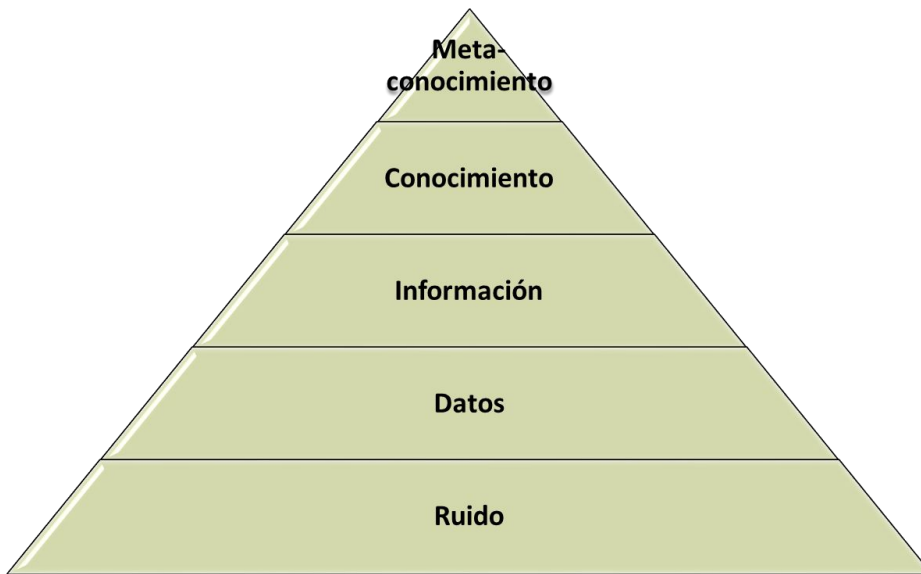 Meta-
conocimiento
Conocimiento
Información
Datos
Ruido